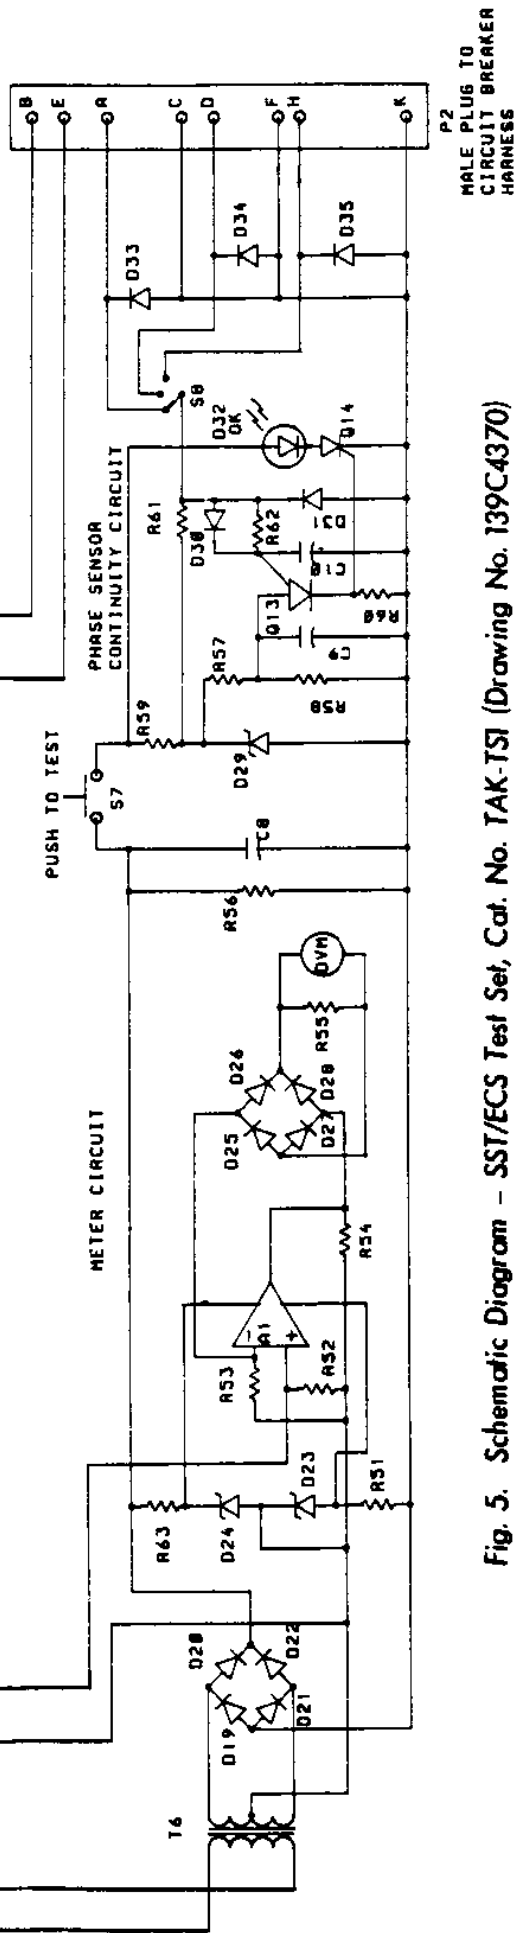 B
E
A
C
D
F
H
K
P2
MALE PLUG TO
CIRCUIT BREAKER
HARNESS
D33
D34
D35
S8
D32
OK
Q14
PHASE SENSOR
CONTINUITY CIRCUIT
R61
D30
R62
D31
C10
Q13
R60
R57
C9
R58
R59
D29
PUSH TO TEST
S7
C8
R56
DVM
R55
METER CIRCUIT
D26
D28
D25
D27
R54
A1
-
+
R53
R52
D23
D24
R63
R51
D20
D22
D19
D21
T6
Fig. 5. Schematic Diagram – SST/ECS Test Set, Cat. No. TAK-TS1 (Drawing No. 139C4370)